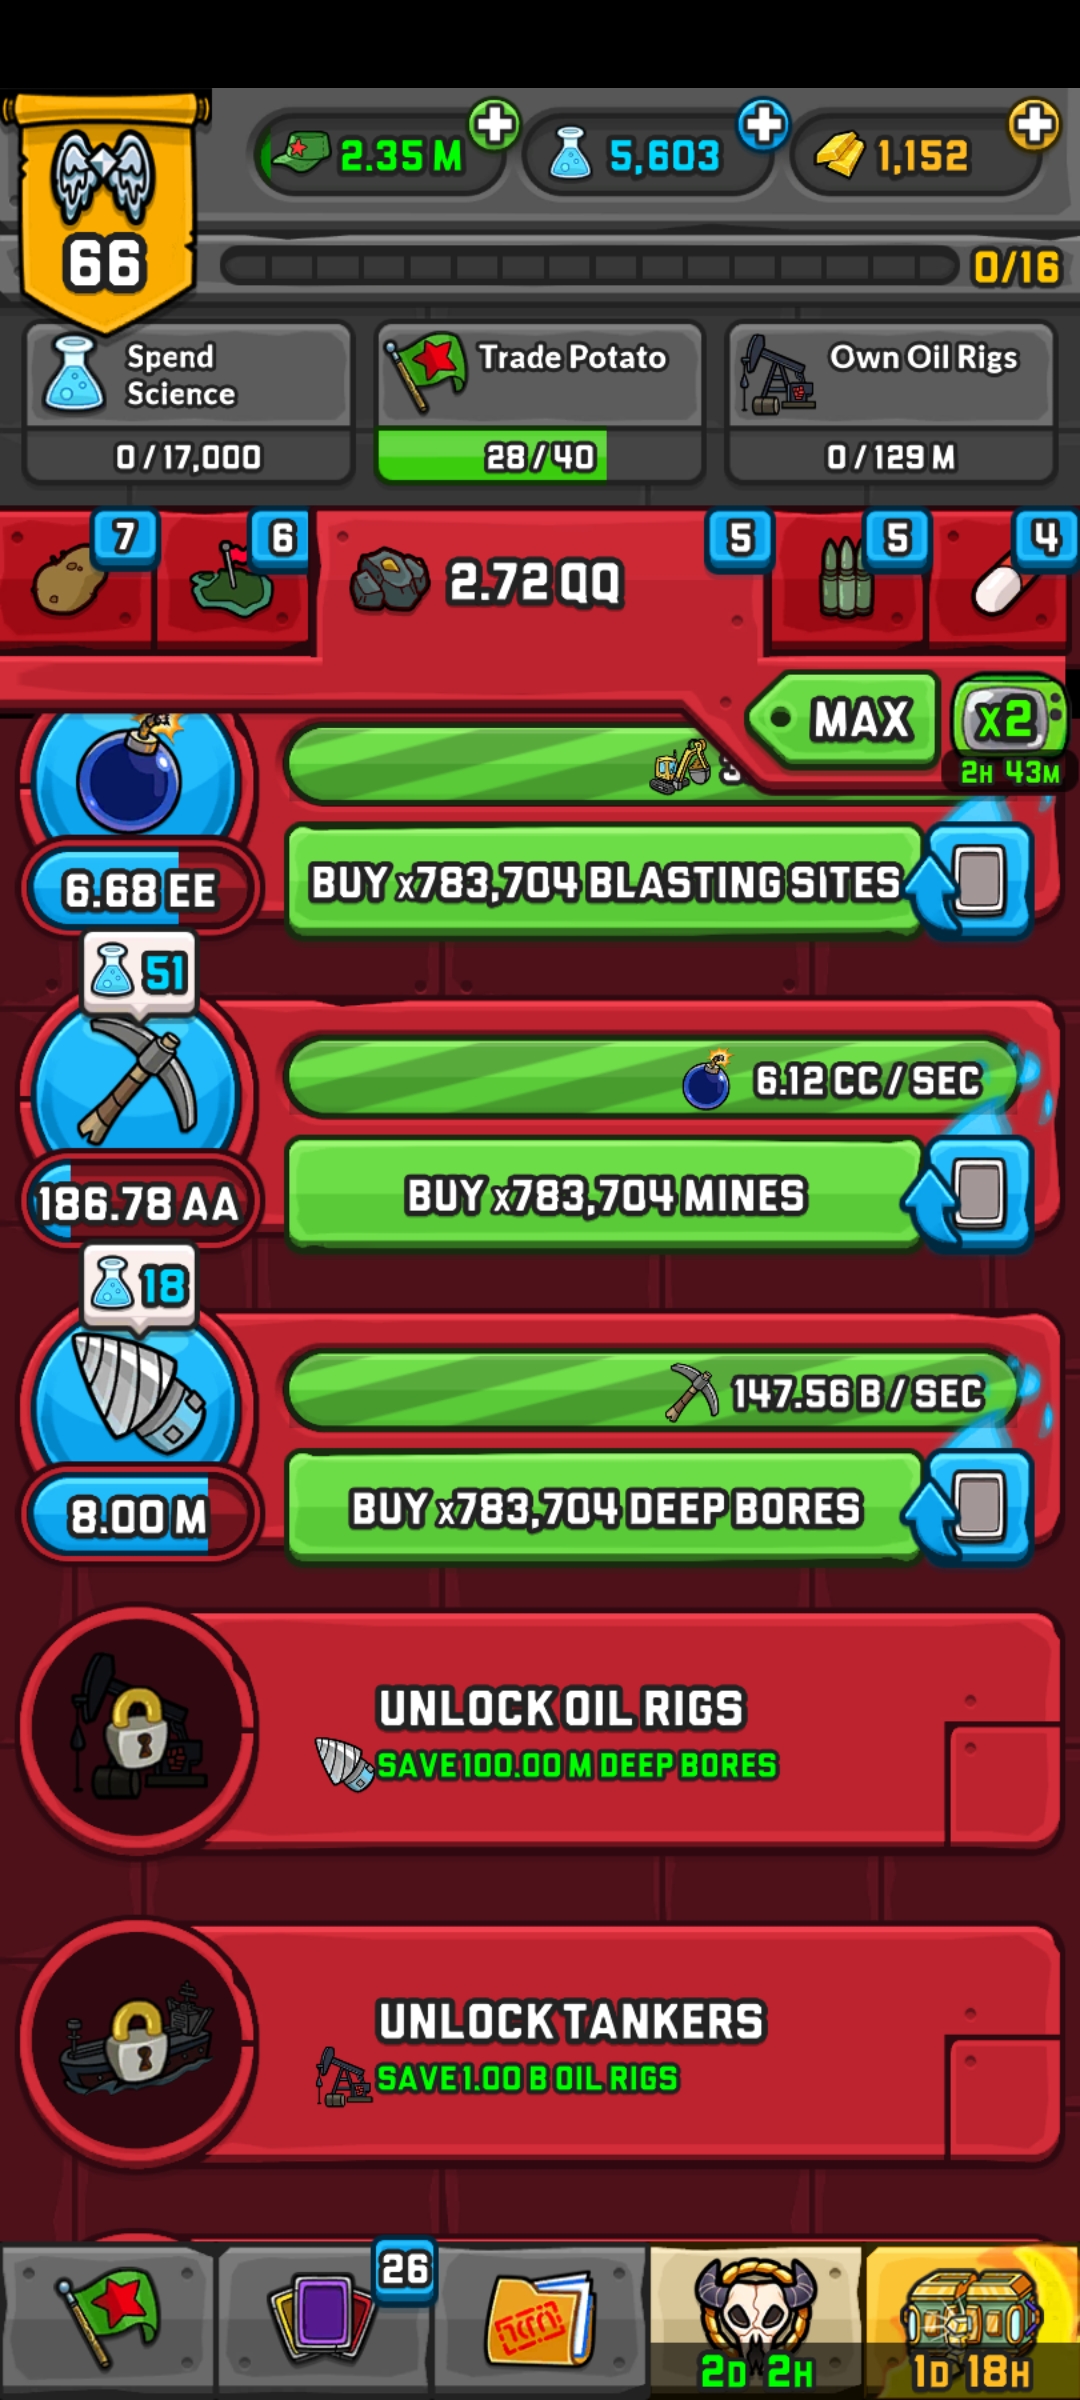 2.35 M
5,603
1,152
66
0/16
Spend
Science
0 / 17,000
Trade Potato
28 / 40
Own Oil Rigs
0 / 129 M
7
6
2.72 QQ
5
5
4
MAX
X2
2H 43M
6.68 EE
BUY x783,704 BLASTING SITES
51
6.12 CC / SEC
186.78 AA
BUY x783,704 MINES
18
147.56 B / SEC
8.00 M
BUY x783,704 DEEP BORES
UNLOCK OIL RIGS
SAVE 100.00 M DEEP BORES
UNLOCK TANKERS
SAVE 1.00 B OIL RIGS
26
2D 2H
1D 18H